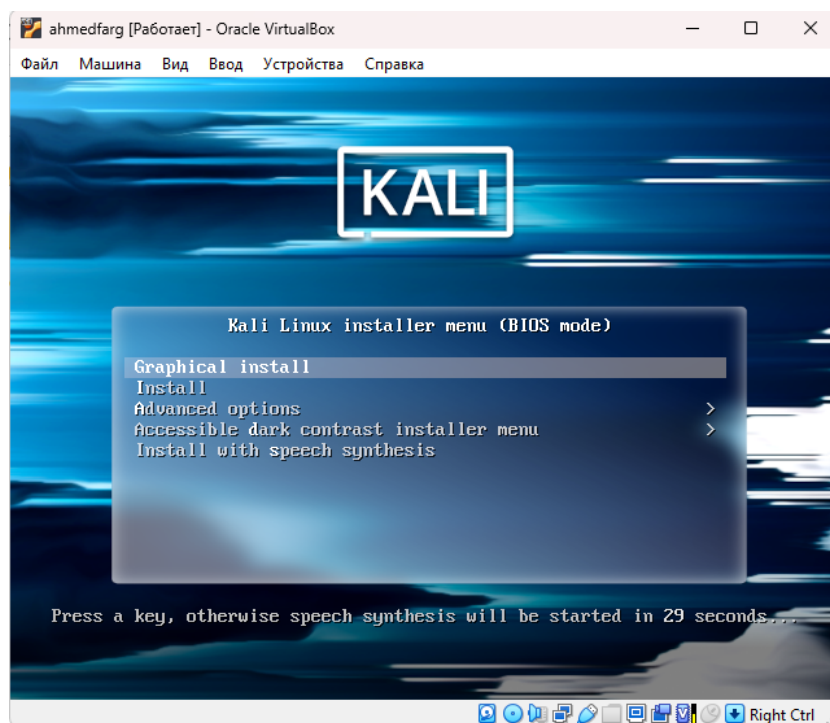 ahmedfarg [Работает] - Oracle VirtualBox
Файл Машина Вид Ввод Устройства Справка
KALI
Kali Linux installer menu (BIOS mode)
Graphical install
Install
Advanced options >
Accessible dark contrast installer menu >
Install with speech synthesis
Press a key, otherwise speech synthesis will be started in 29 seconds...
Right Ctrl